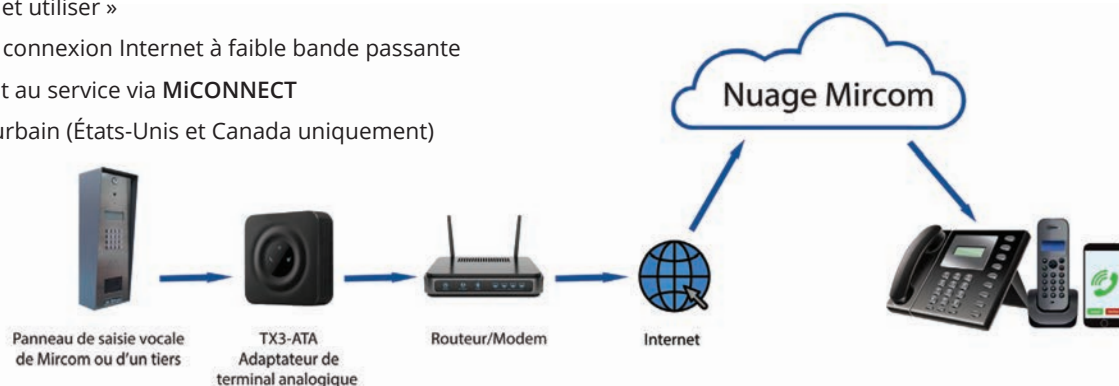 et utiliser »
connexion Internet à faible bande passante
t au service via MiCONNECT
urbain (États-Unis et Canada uniquement)
Nuage Mircom
Panneau de saisie vocale
de Mircom ou d'un tiers
TX3-ATA
Adaptateur de
terminal analogique
Routeur/Modem
Internet